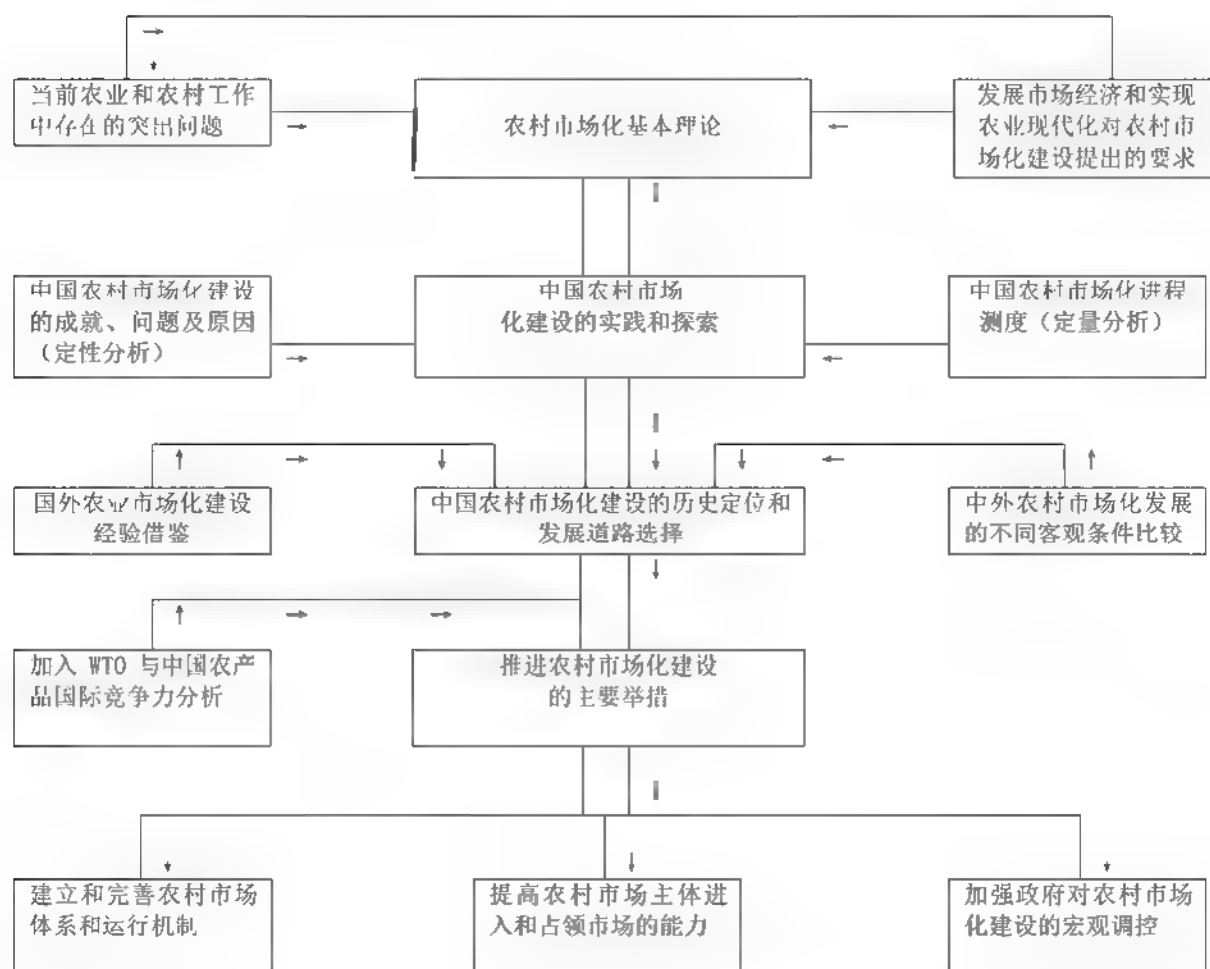 当前农业和农村工作
中存在的突出问题
农村市场化基本理论
发展市场经济和实现
农业现代化对农村市
场化建设提出的要求
中国农村市场化建设
的成就、问题及原因
（定性分析）
中国农村市场
化建设的实践和探索
中国农村市场化进程
测度（定量分析）
国外农业市场化建设
经验借鉴
中国农村市场化建设的历史定位和
发展道路选择
中外农村市场化发展
的不同客观条件比较
加入 WTO 与中国农产
品国际竞争力分析
推进农村市场化建设
的主要举措
建立和完善农村市场
体系和运行机制
提高农村市场主体进
入和占领市场的能力
加强政府对农村市场
化建设的宏观调控